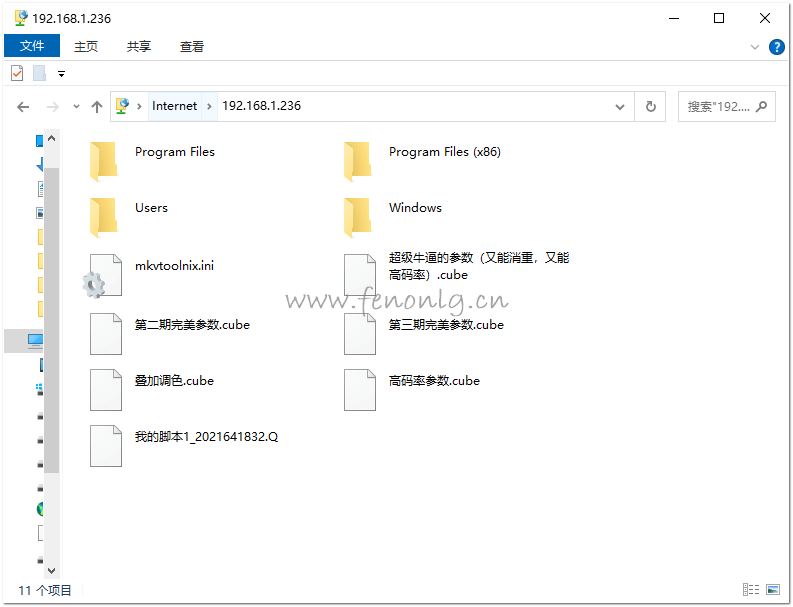 192.168.1.236
文件 主页 共享 查看
Internet 192.168.1.236 搜索"192....
Program Files Program Files (x86)
Users Windows
mkvtoolnix.ini 超级牛逼的参数（又能消重，又能
高码率）.cube
www.fenonlg.cn
第二期完美参数.cube 第三期完美参数.cube
叠加调色.cube 高码率参数.cube
我的脚本1_2021641832.Q
11 个项目